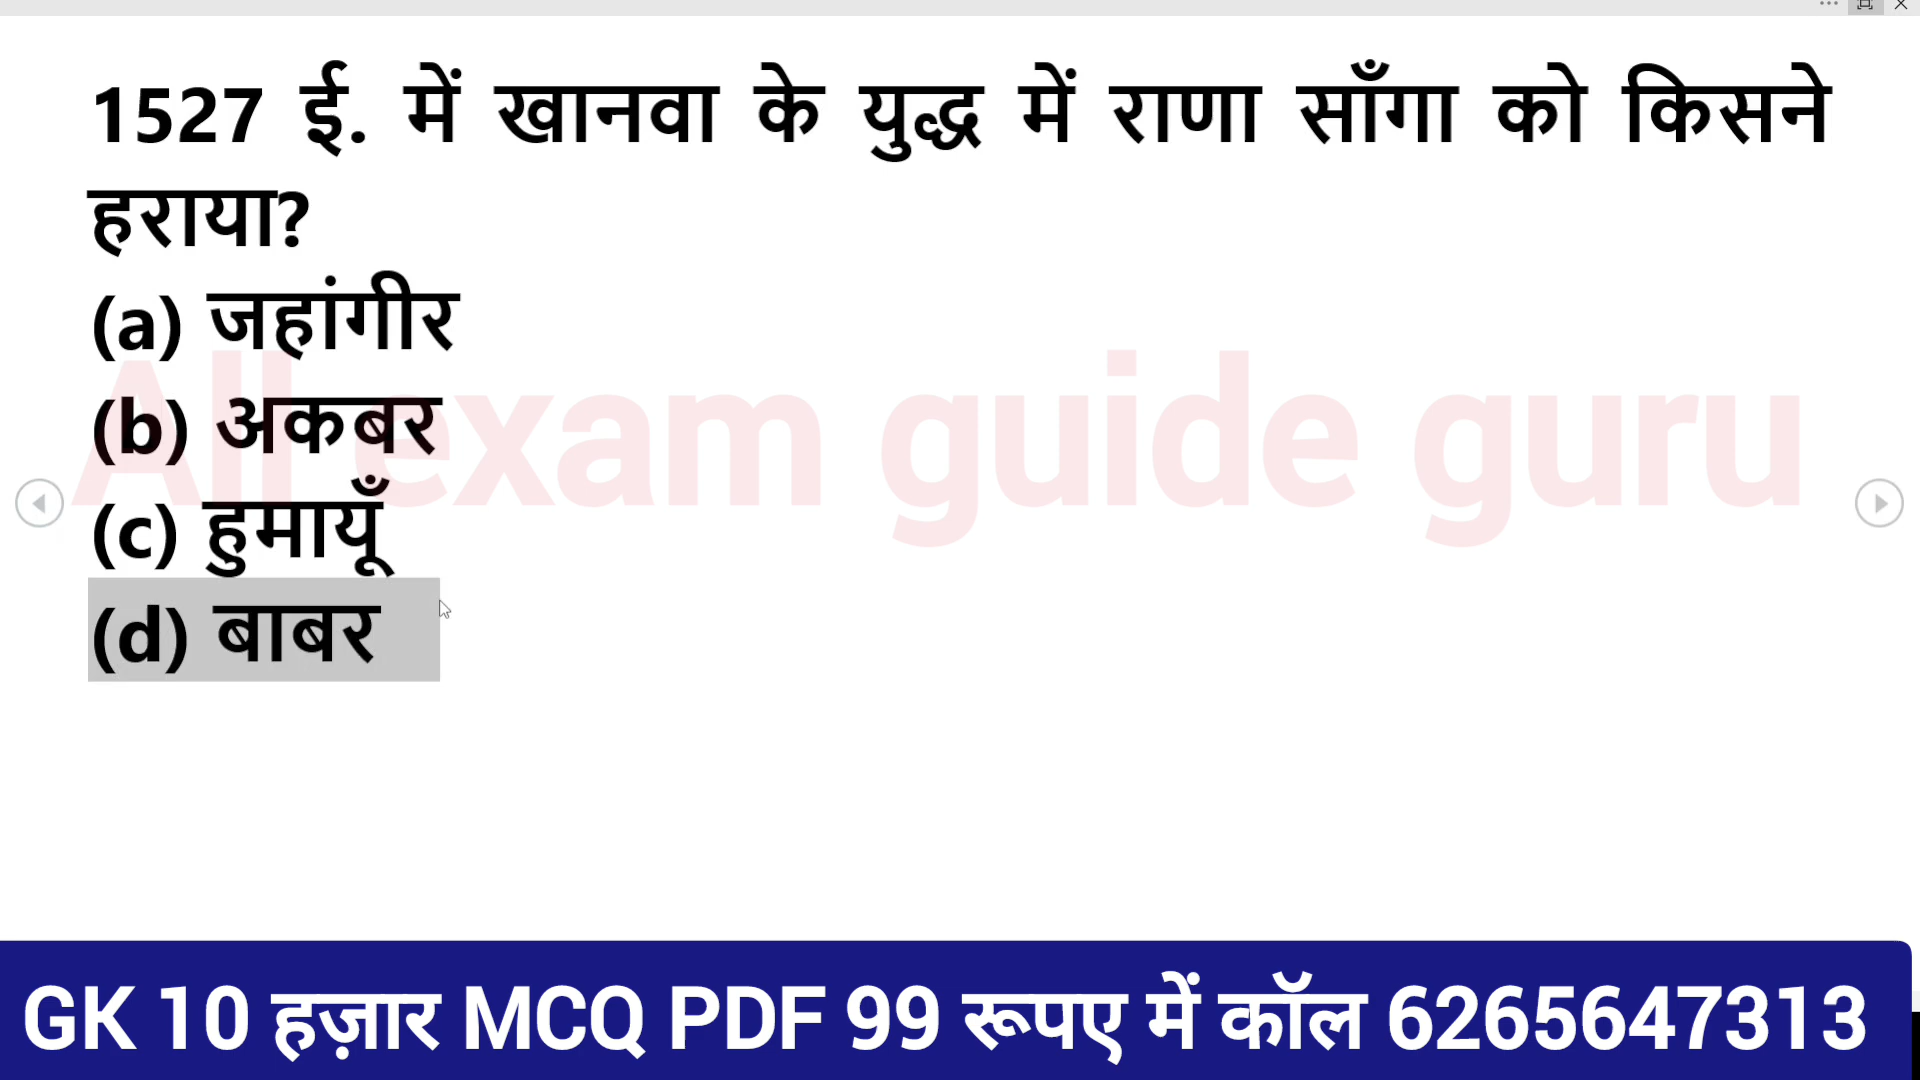 1527 ई. में खानवा के युद्ध में राणा साँगा को किसने
हराया?
(a) जहांगीर
(b) अकबर
(c) हुमायूँ
(d) बाबर
All exam guide guru
GK 10 हज़ार MCQ PDF 99 रूपए में कॉल 6265647313